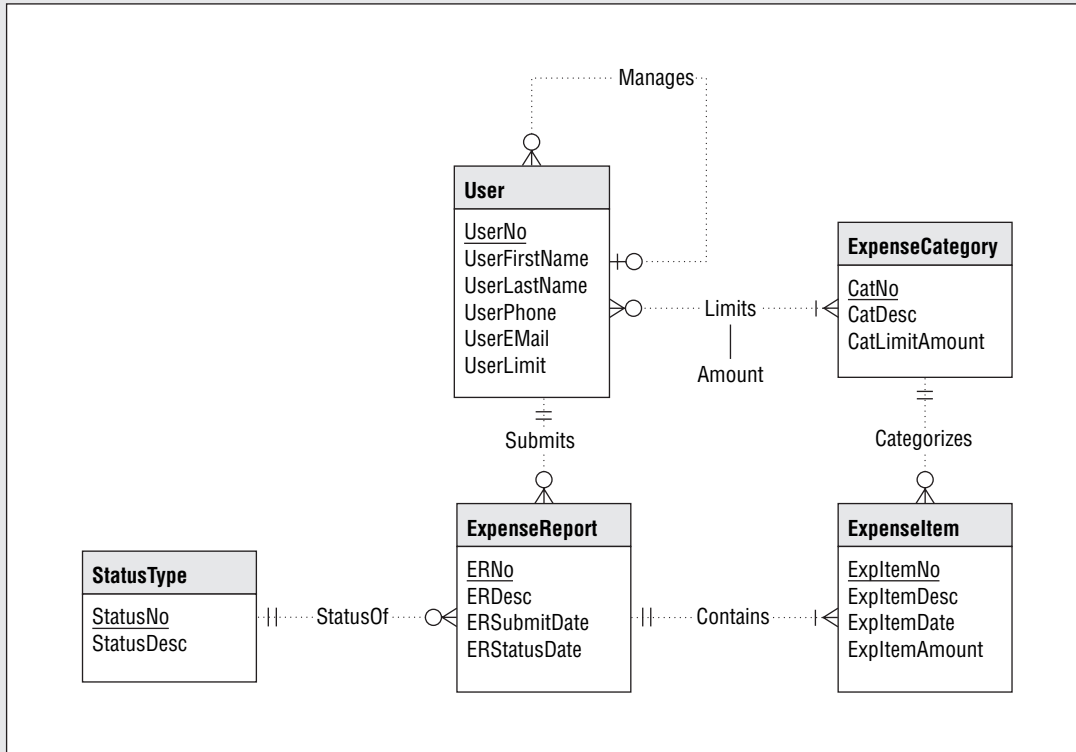 Manages
User
UserNo
UserFirstName
UserLastName
UserPhone
UserEMail
UserLimit
Limits
Amount
ExpenseCategory
CatNo
CatDesc
CatLimitAmount
Submits
Categorizes
StatusType
StatusNo
StatusDesc
StatusOf
ExpenseReport
ERNo
ERDesc
ERSubmitDate
ERStatusDate
Contains
ExpenseItem
ExpItemNo
ExpItemDesc
ExpItemDate
ExpItemAmount